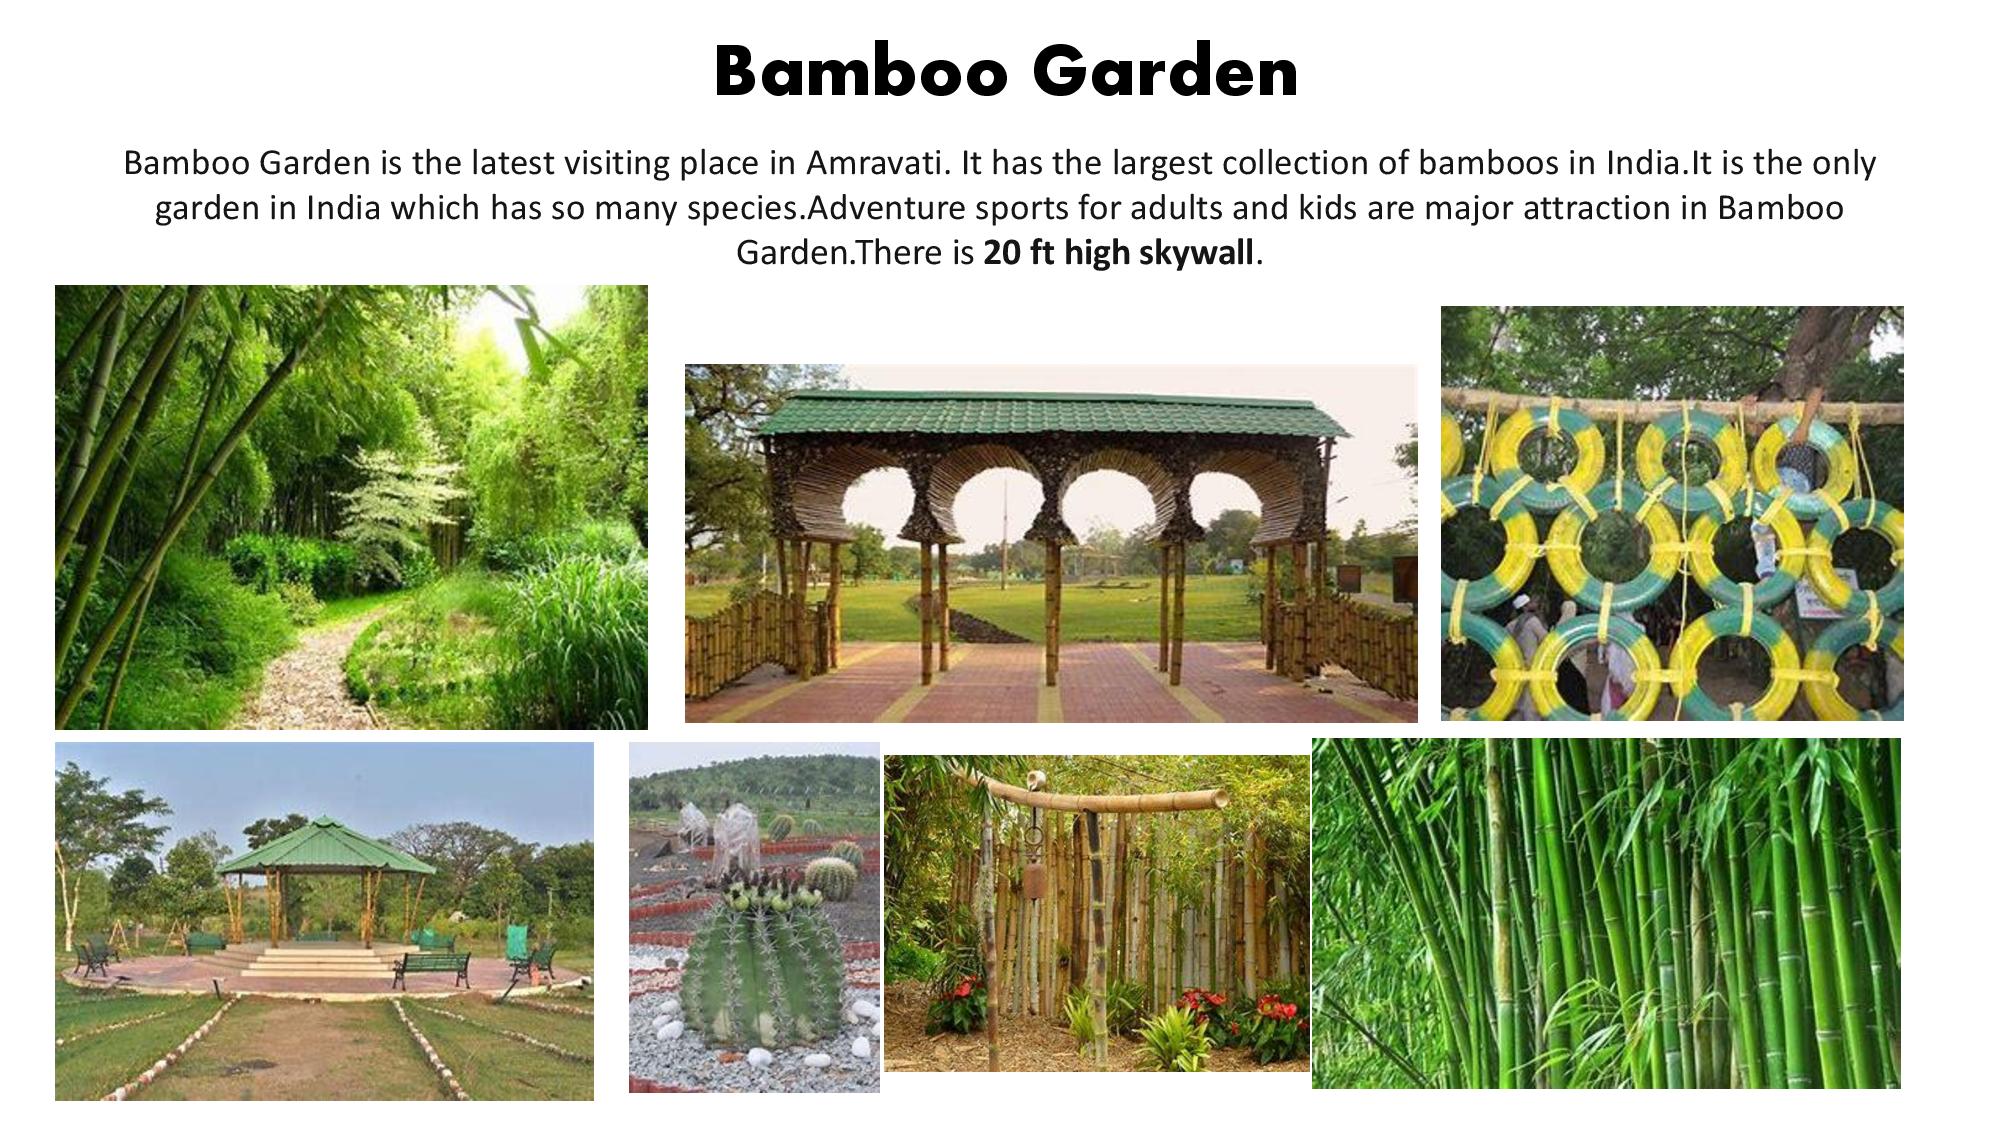 Bamboo Garden
Bamboo Garden is the latest visiting place in Amravati. It has the largest collection of bamboos in India.It is the only
garden in India which has so many species.Adventure sports for adults and kids are major attraction in Bamboo
Garden.There is 20 ft high skywall.